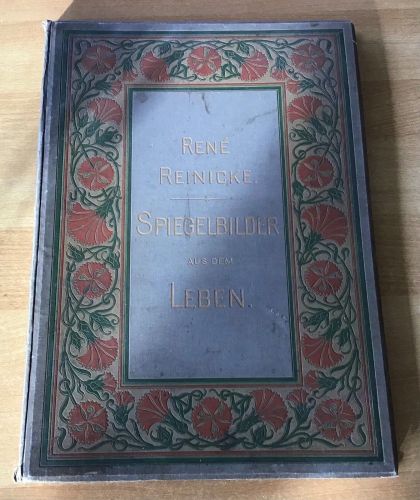 RENÉ
REINICKE.
SPIEGELBILDER
AUS DEM
LEBEN.